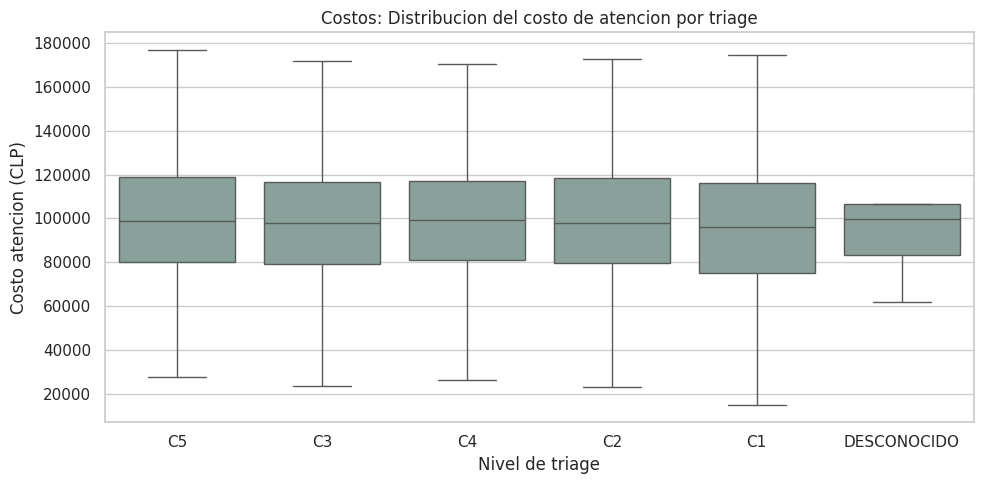 Costos: Distribucion del costo de atencion por triage
Costo atencion (CLP)
180000
160000
140000
120000
100000
80000
60000
40000
20000
C5 C3 C4 C2 C1 DESCONOCIDO
Nivel de triage